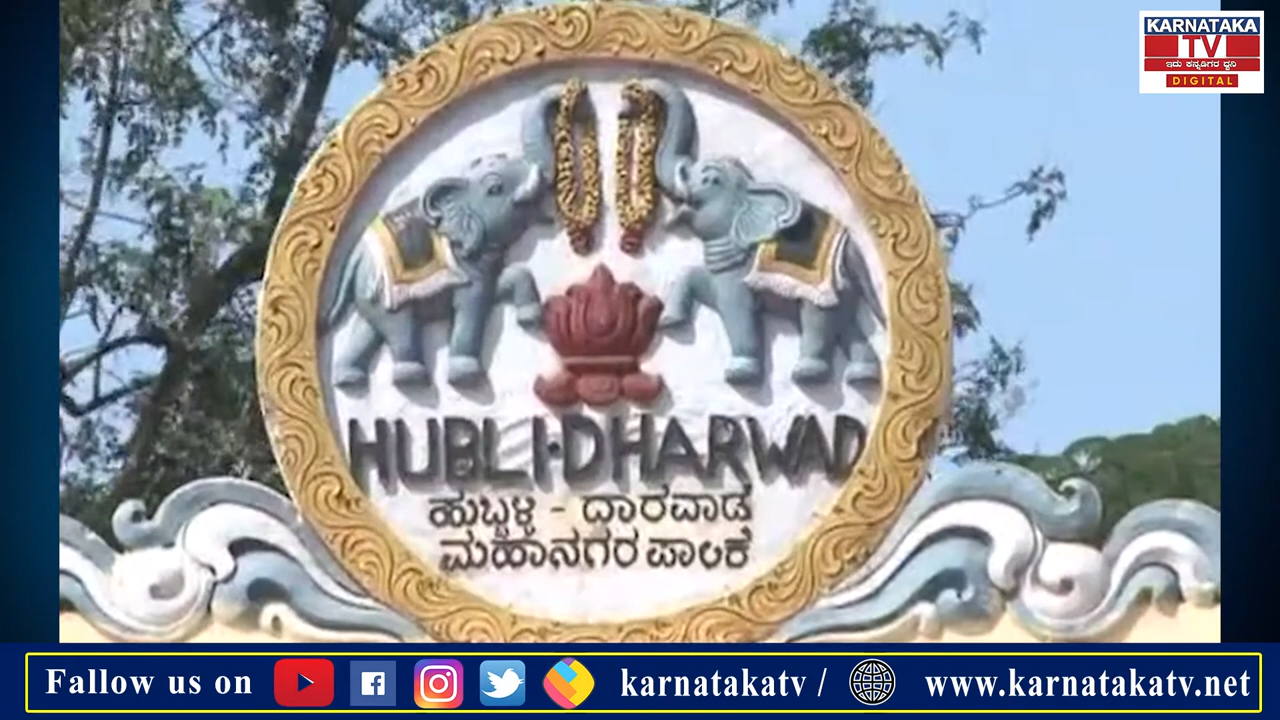 KARNATAKA
TV
ಇದು ಕನ್ನಡಿಗರ ಧ್ವನಿ
DIGITAL
HUBLI-DHARWAD
ಹುಬ್ಬಳ್ಳಿ - ದಾರವಾಡ
ಮಹಾನಗರ ಪಾಲಿಕೆ
Fallow us on karnatakatv / www.karnatakatv.net